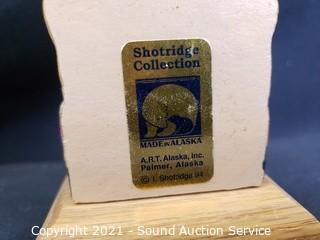 Shotridge
Collection
MADE IN ALASKA
A.R.T. Alaska, Inc.
Palmer, Alaska
© I. Shotridge 94
Copyright 2021 - Sound Auction Service